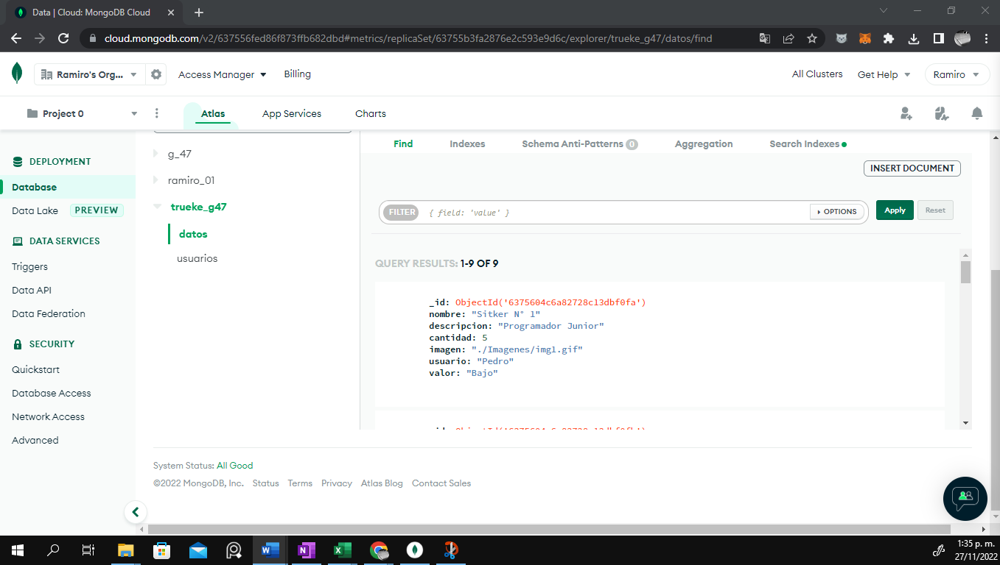 Data | Cloud: MongoDB Cloud
cloud.mongodb.com/v2/637556fed86f873ffb682dbd#metrics/replicaSet/63755b3fa2876e2c593e9d6c/explorer/trueke_g47/datos/find
Ramiro's Org...
Access Manager
Billing
All Clusters
Get Help
Ramiro
Project 0
Atlas
App Services
Charts
DEPLOYMENT
Database
Data Lake PREVIEW
DATA SERVICES
Triggers
Data API
Data Federation
SECURITY
Quickstart
Database Access
Network Access
Advanced
g_47
ramiro_01
trueke_g47
datos
usuarios
Find
Indexes
Schema Anti-Patterns 0
Aggregation
Search Indexes
INSERT DOCUMENT
FILTER { field: 'value' }
OPTIONS
Apply
Reset
QUERY RESULTS: 1-9 OF 9
_id: ObjectId('6375604c6a82728c13dbf0fa')
nombre: "Sitker N° 1"
descripcion: "Programador Junior"
cantidad: 5
imagen: "./Imagenes/img1.gif"
usuario: "Pedro"
valor: "Bajo"
System Status: All Good
©2022 MongoDB, Inc. Status Terms Privacy Atlas Blog Contact Sales
1:35 p. m.
27/11/2022